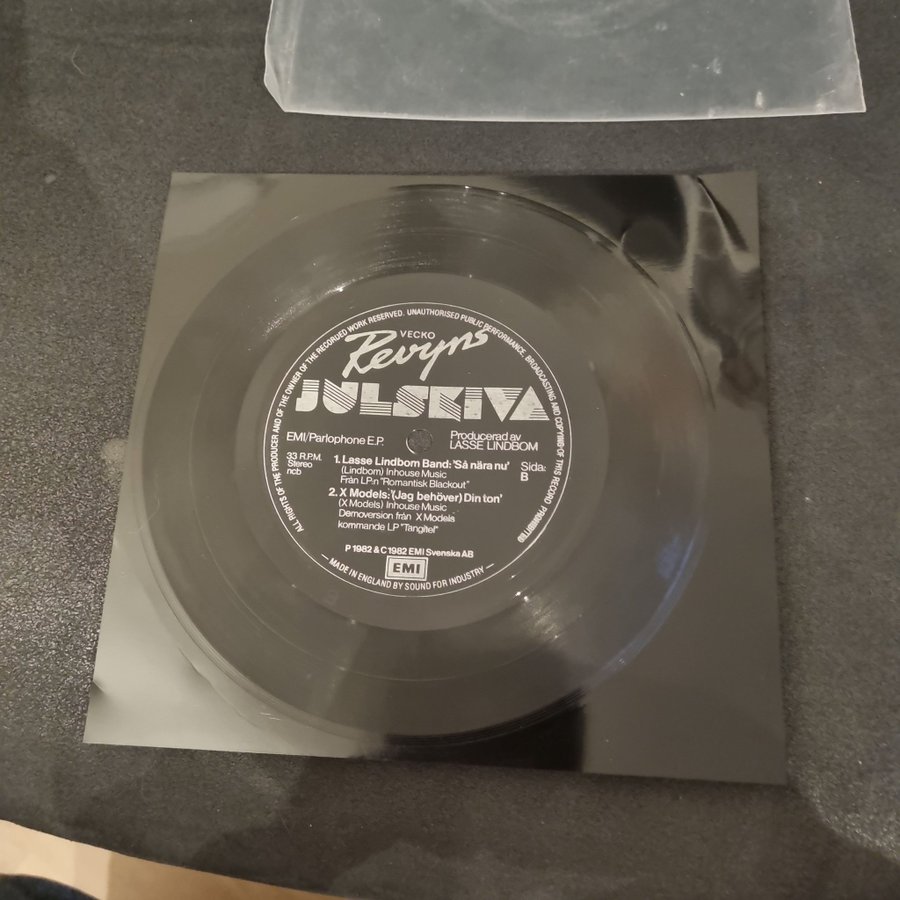 ALL RIGHTS OF THE PRODUCER AND OF THE OWNER OF THE RECORDED WORK RESERVED. UNAUTHORISED PUBLIC PERFORMANCE, BROADCASTING AND COPYING OF THIS RECORD PROHIBITED
VECKO
Revyns
JULSKIVA
EMI/Parlophone E.P.
Producerad av
LASSE LINDBOM
33 R.P.M.
Stereo
ncb
1. Lasse Lindbom Band: 'Så nära nu'
(Lindbom) Inhouse Music
Från LP:n "Romantisk Blackout"
2. X Models: '(Jag behöver) Din ton'
(X Models) Inhouse Music
Demoversion från X Models
kommande LP "Tangitel"
Sida:
B
P 1982 & C 1982 EMI Svenska AB
EMI
— MADE IN ENGLAND BY SOUND FOR INDUSTRY —